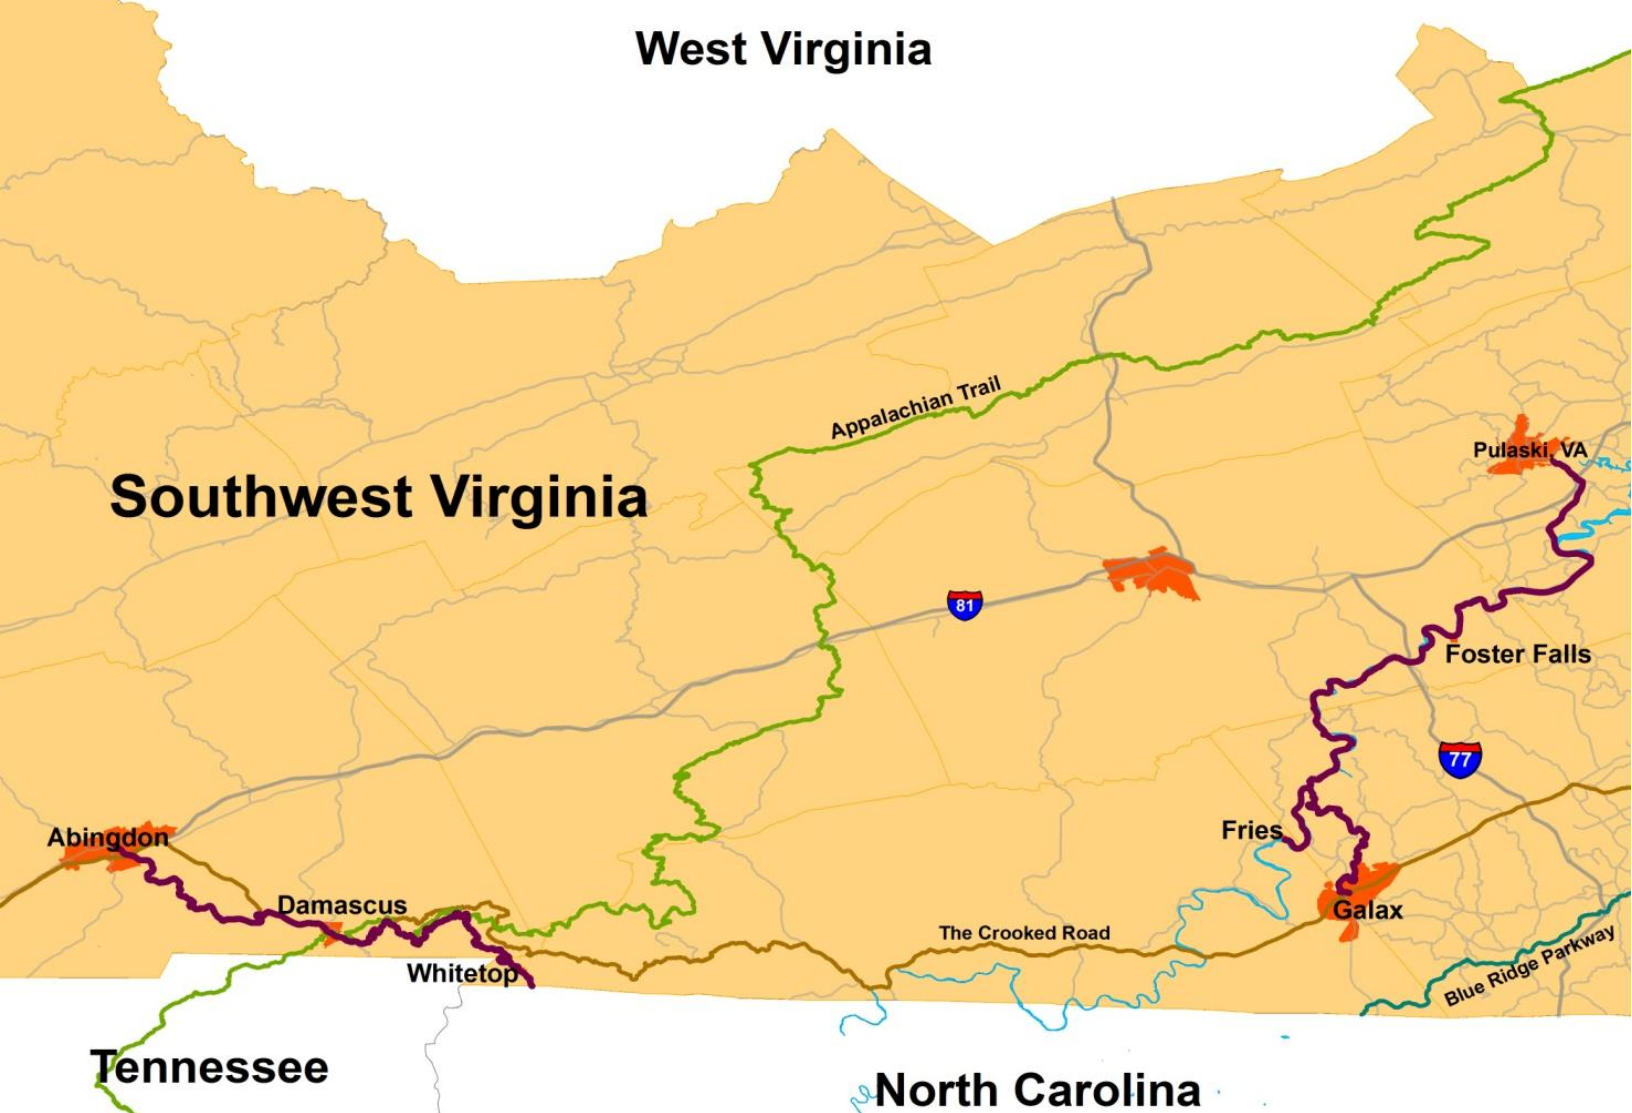 West Virginia
Appalachian Trail
Pulaski, VA
Southwest Virginia
81
Foster Falls
77
Fries
Abingdon
Damascus
Galax
The Crooked Road
Blue Ridge Parkway
Whitetop
Tennessee
North Carolina